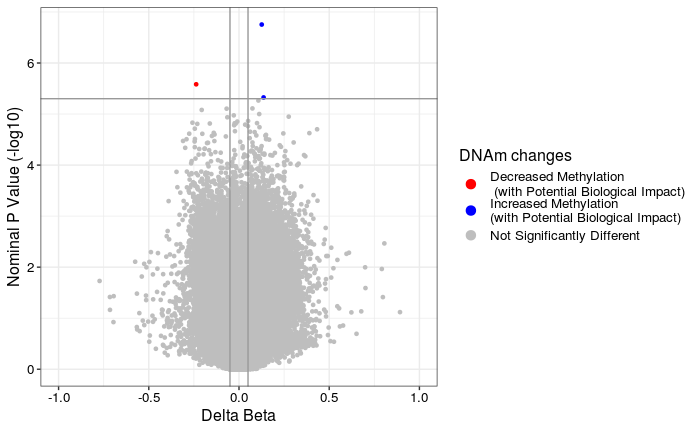 6
4
2
0
Nominal P Value (-log10)
-1.0
-0.5
0.0
0.5
1.0
Delta Beta
DNAm changes
Decreased Methylation
(with Potential Biological Impact)
Increased Methylation
(with Potential Biological Impact)
Not Significantly Different